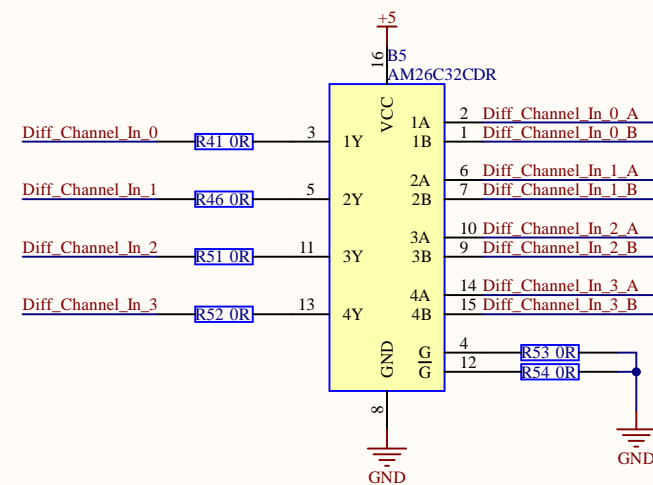 +5
16
B5
AM26C32CDR
VCC
Diff_Channel_In_0
R41 0R
3
1Y
1A
2
Diff_Channel_In_0_A
1B
1
Diff_Channel_In_0_B
Diff_Channel_In_1
R46 0R
5
2Y
2A
6
Diff_Channel_In_1_A
2B
7
Diff_Channel_In_1_B
Diff_Channel_In_2
R51 0R
11
3Y
3A
10
Diff_Channel_In_2_A
3B
9
Diff_Channel_In_2_B
Diff_Channel_In_3
R52 0R
13
4Y
4A
14
Diff_Channel_In_3_A
4B
15
Diff_Channel_In_3_B
G
4
R53 0R
G
12
R54 0R
GND
8
GND
GND